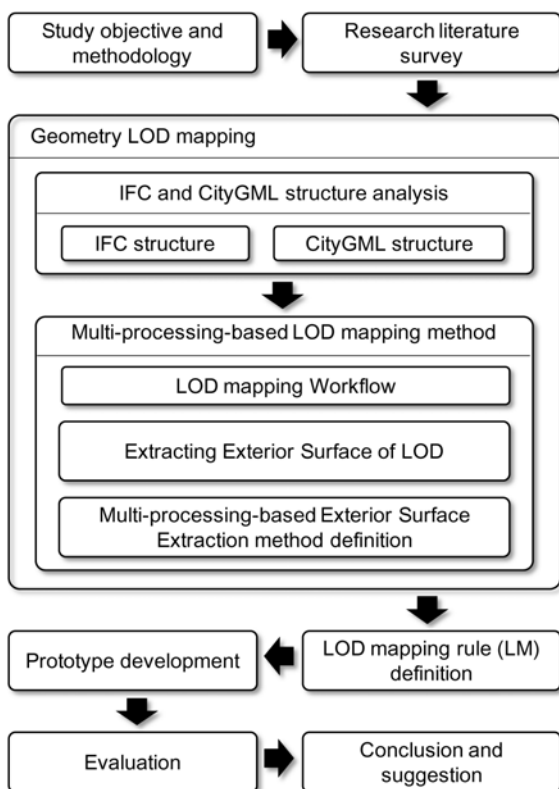 Study objective and
methodology
Research literature
survey
Geometry LOD mapping
IFC and CityGML structure analysis
IFC structure
CityGML structure
Multi-processing-based LOD mapping method
LOD mapping Workflow
Extracting Exterior Surface of LOD
Multi-processing-based Exterior Surface
Extraction method definition
LOD mapping rule (LM)
definition
Prototype development
Evaluation
Conclusion and
suggestion